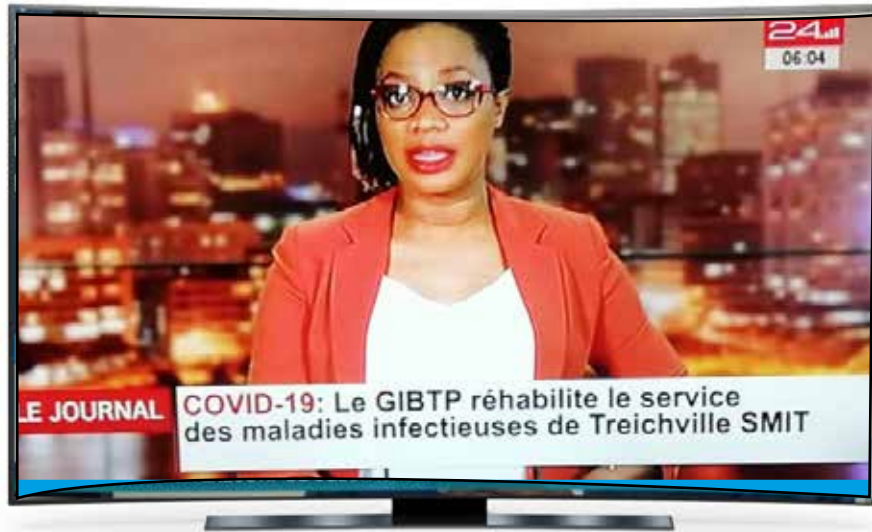 24
06:04
LE JOURNAL
COVID-19: Le GIBTP réhabilite le service
des maladies infectieuses de Treichville SMIT